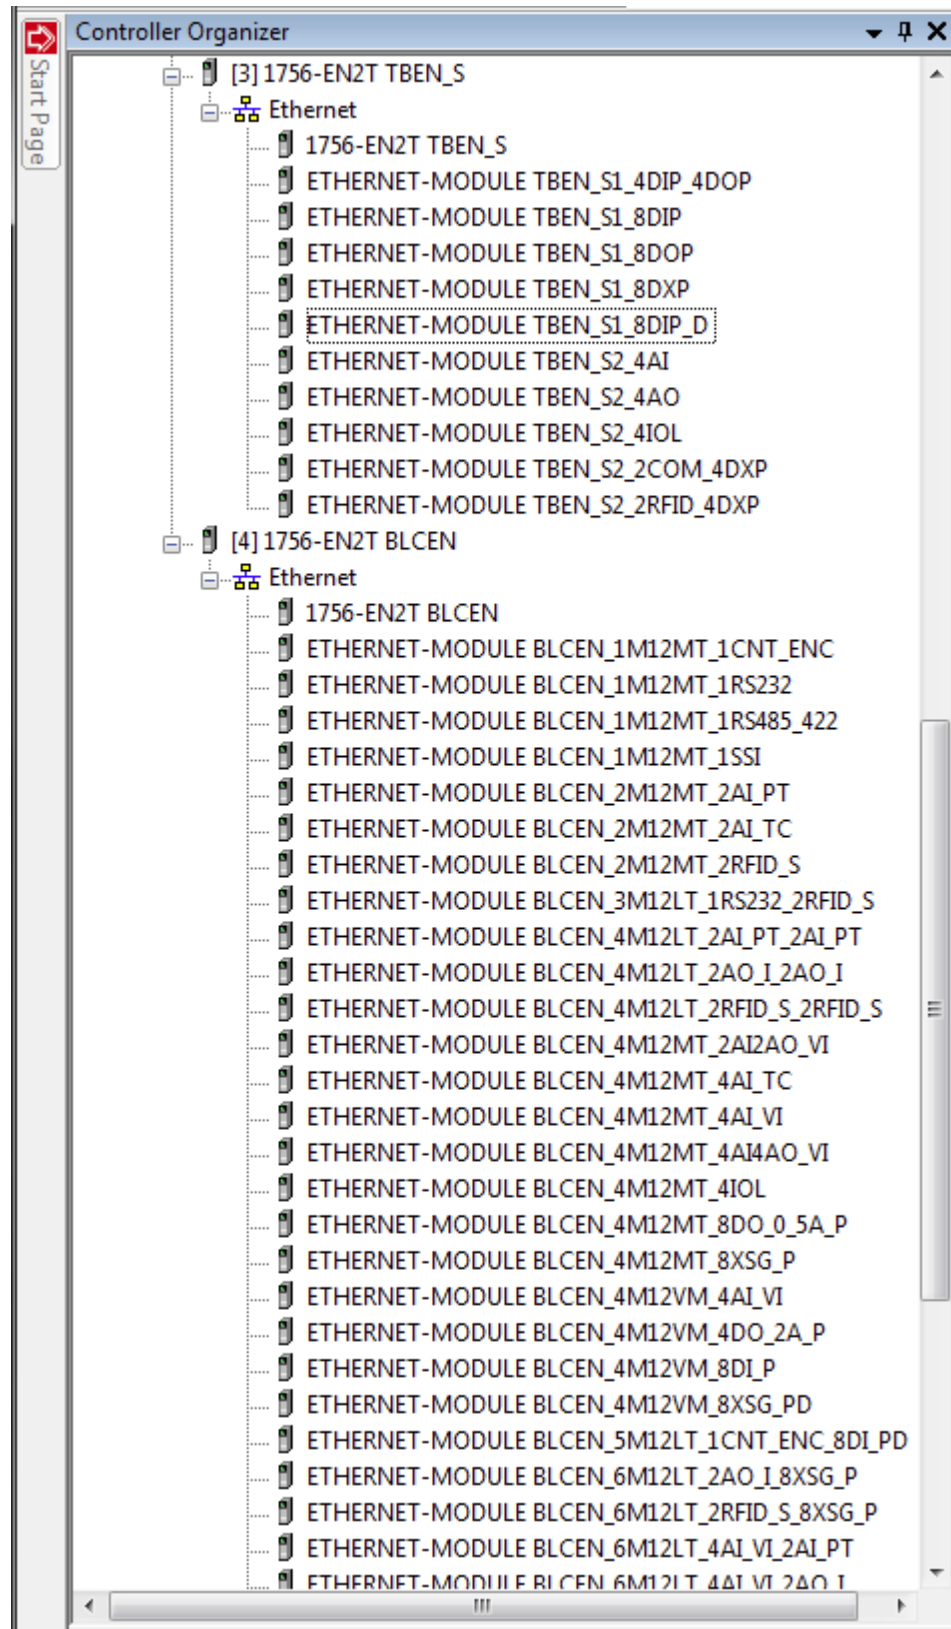 Controller Organizer
Start Page
[3] 1756-EN2T TBEN_S
Ethernet
1756-EN2T TBEN_S
ETHERNET-MODULE TBEN_S1_4DIP_4DOP
ETHERNET-MODULE TBEN_S1_8DIP
ETHERNET-MODULE TBEN_S1_8DOP
ETHERNET-MODULE TBEN_S1_8DXP
ETHERNET-MODULE TBEN_S1_8DIP_D
ETHERNET-MODULE TBEN_S2_4AI
ETHERNET-MODULE TBEN_S2_4AO
ETHERNET-MODULE TBEN_S2_4IOL
ETHERNET-MODULE TBEN_S2_2COM_4DXP
ETHERNET-MODULE TBEN_S2_2RFID_4DXP
[4] 1756-EN2T BLCEN
Ethernet
1756-EN2T BLCEN
ETHERNET-MODULE BLCEN_1M12MT_1CNT_ENC
ETHERNET-MODULE BLCEN_1M12MT_1RS232
ETHERNET-MODULE BLCEN_1M12MT_1RS485_422
ETHERNET-MODULE BLCEN_1M12MT_1SSI
ETHERNET-MODULE BLCEN_2M12MT_2AI_PT
ETHERNET-MODULE BLCEN_2M12MT_2AI_TC
ETHERNET-MODULE BLCEN_2M12MT_2RFID_S
ETHERNET-MODULE BLCEN_3M12LT_1RS232_2RFID_S
ETHERNET-MODULE BLCEN_4M12LT_2AI_PT_2AI_PT
ETHERNET-MODULE BLCEN_4M12LT_2AO_I_2AO_I
ETHERNET-MODULE BLCEN_4M12LT_2RFID_S_2RFID_S
ETHERNET-MODULE BLCEN_4M12MT_2AI2AO_VI
ETHERNET-MODULE BLCEN_4M12MT_4AI_TC
ETHERNET-MODULE BLCEN_4M12MT_4AI_VI
ETHERNET-MODULE BLCEN_4M12MT_4AI4AO_VI
ETHERNET-MODULE BLCEN_4M12MT_4IOL
ETHERNET-MODULE BLCEN_4M12MT_8DO_0_5A_P
ETHERNET-MODULE BLCEN_4M12MT_8XSG_P
ETHERNET-MODULE BLCEN_4M12VM_4AI_VI
ETHERNET-MODULE BLCEN_4M12VM_4DO_2A_P
ETHERNET-MODULE BLCEN_4M12VM_8DI_P
ETHERNET-MODULE BLCEN_4M12VM_8XSG_PD
ETHERNET-MODULE BLCEN_5M12LT_1CNT_ENC_8DI_PD
ETHERNET-MODULE BLCEN_6M12LT_2AO_I_8XSG_P
ETHERNET-MODULE BLCEN_6M12LT_2RFID_S_8XSG_P
ETHERNET-MODULE BLCEN_6M12LT_4AI_VI_2AI_PT
ETHERNET-MODULE BLCEN_6M12LT_4AI_VI_2AO_I